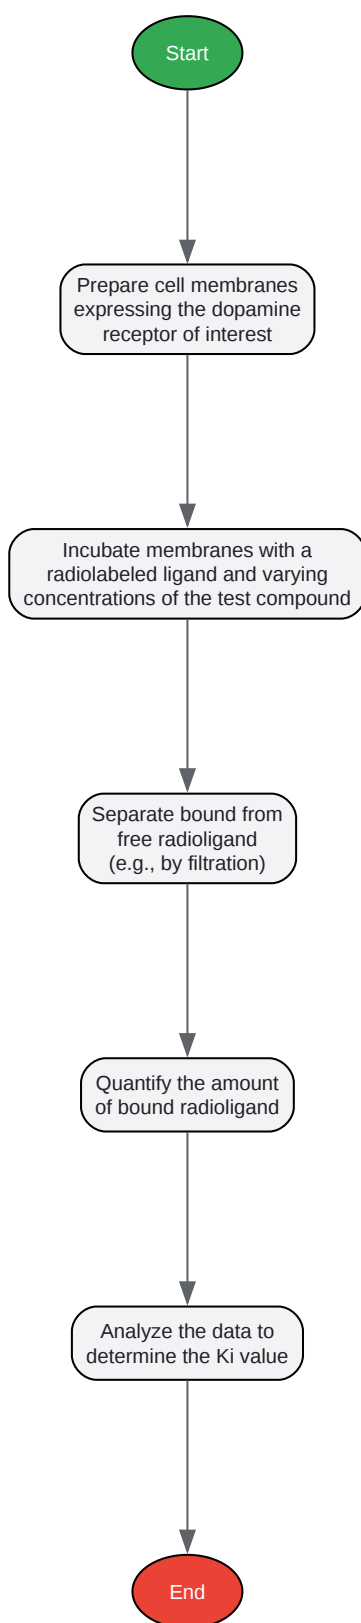 Start
Prepare cell membranes
expressing the dopamine
receptor of interest
Incubate membranes with a
radiolabeled ligand and varying
concentrations of the test compound
Separate bound from
free radioligand
(e.g., by filtration)
Quantify the amount
of bound radioligand
Analyze the data to
determine the Ki value
End